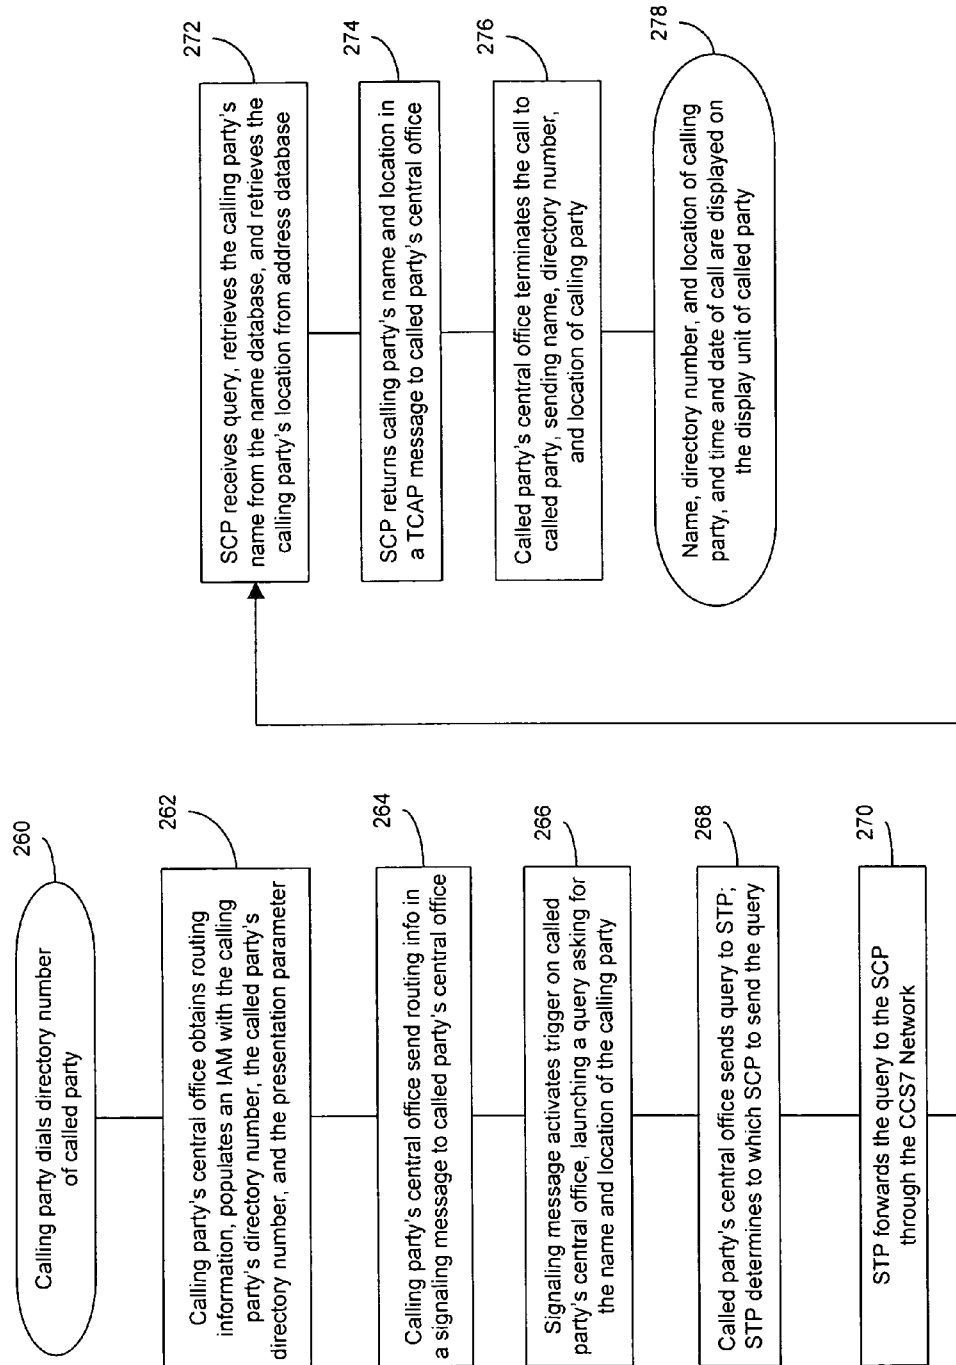 260
Calling party dials directory number
of called party
262
Calling party's central office obtains routing
information, populates an IAM with the calling
party's directory number, the called party's
directory number, and the presentation parameter
264
Calling party's central office send routing info in
a signaling message to called party's central office
266
Signaling message activates trigger on called
party's central office, launching a query asking for
the name and location of the calling party
268
Called party's central office sends query to STP;
STP determines to which SCP to send the query
270
STP forwards the query to the SCP
through the CCS7 Network
272
SCP receives query, retrieves the calling party's
name from the name database, and retrieves the
calling party's location from address database
274
SCP returns calling party's name and location in
a TCAP message to called party's central office
276
Called party's central office terminates the call to
called party, sending name, directory number,
and location of calling party
278
Name, directory number, and location of calling
party, and time and date of call are displayed on
the display unit of called party